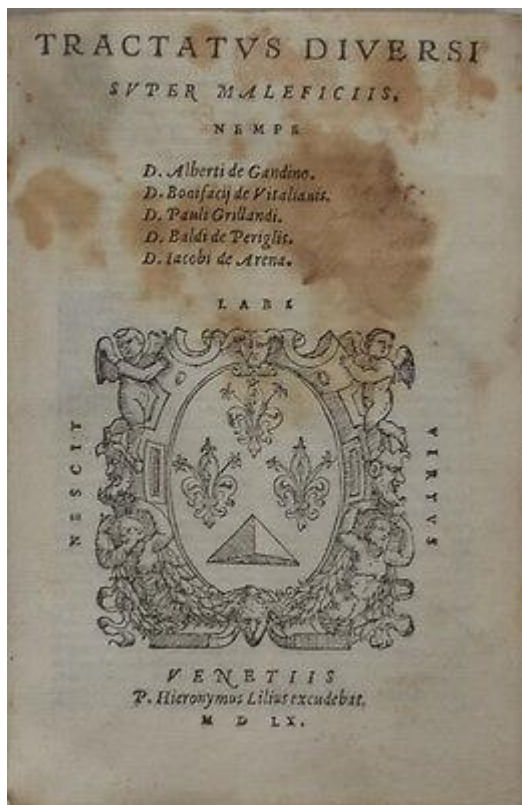 TRACTATVS DIVERSI
SVPER MALEFICIIS,
NEMPE
D. Alberti de Gandino.
D. Bonifacij de Vitalianis.
D. Pauli Grillandi.
D. Baldi de Periglis.
D. Iacobi de Arena.
LABI
NESCIT
VERTVS
VENETIIS
P. Hieronymus Lilius excudebat.
M D LX.